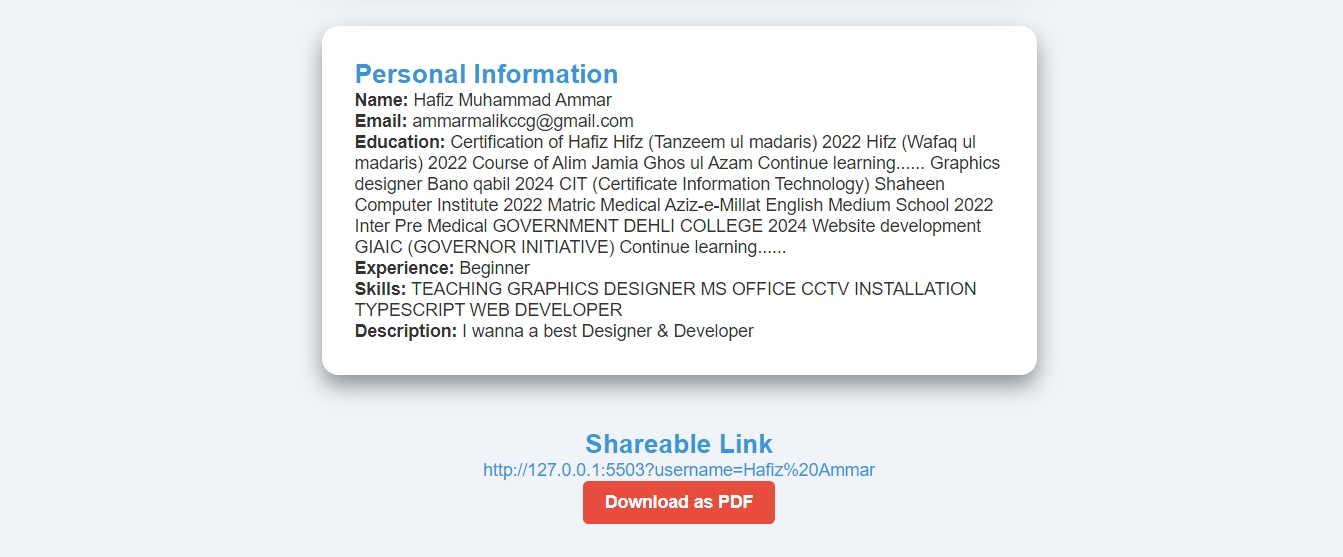 Personal Information
Name: Hafiz Muhammad Ammar
Email: ammarmalikccg@gmail.com
Education: Certification of Hafiz Hifz (Tanzeem ul madaris) 2022 Hifz (Wafaq ul
madaris) 2022 Course of Alim Jamia Ghos ul Azam Continue learning...... Graphics
designer Bano qabil 2024 CIT (Certificate Information Technology) Shaheen
Computer Institute 2022 Matric Medical Aziz-e-Millat English Medium School 2022
Inter Pre Medical GOVERNMENT DEHLI COLLEGE 2024 Website development
GIAIC (GOVERNOR INITIATIVE) Continue learning......
Experience: Beginner
Skills: TEACHING GRAPHICS DESIGNER MS OFFICE CCTV INSTALLATION
TYPESCRIPT WEB DEVELOPER
Description: I wanna a best Designer & Developer
Shareable Link
http://127.0.0.1:5503?username=Hafiz%20Ammar
Download as PDF